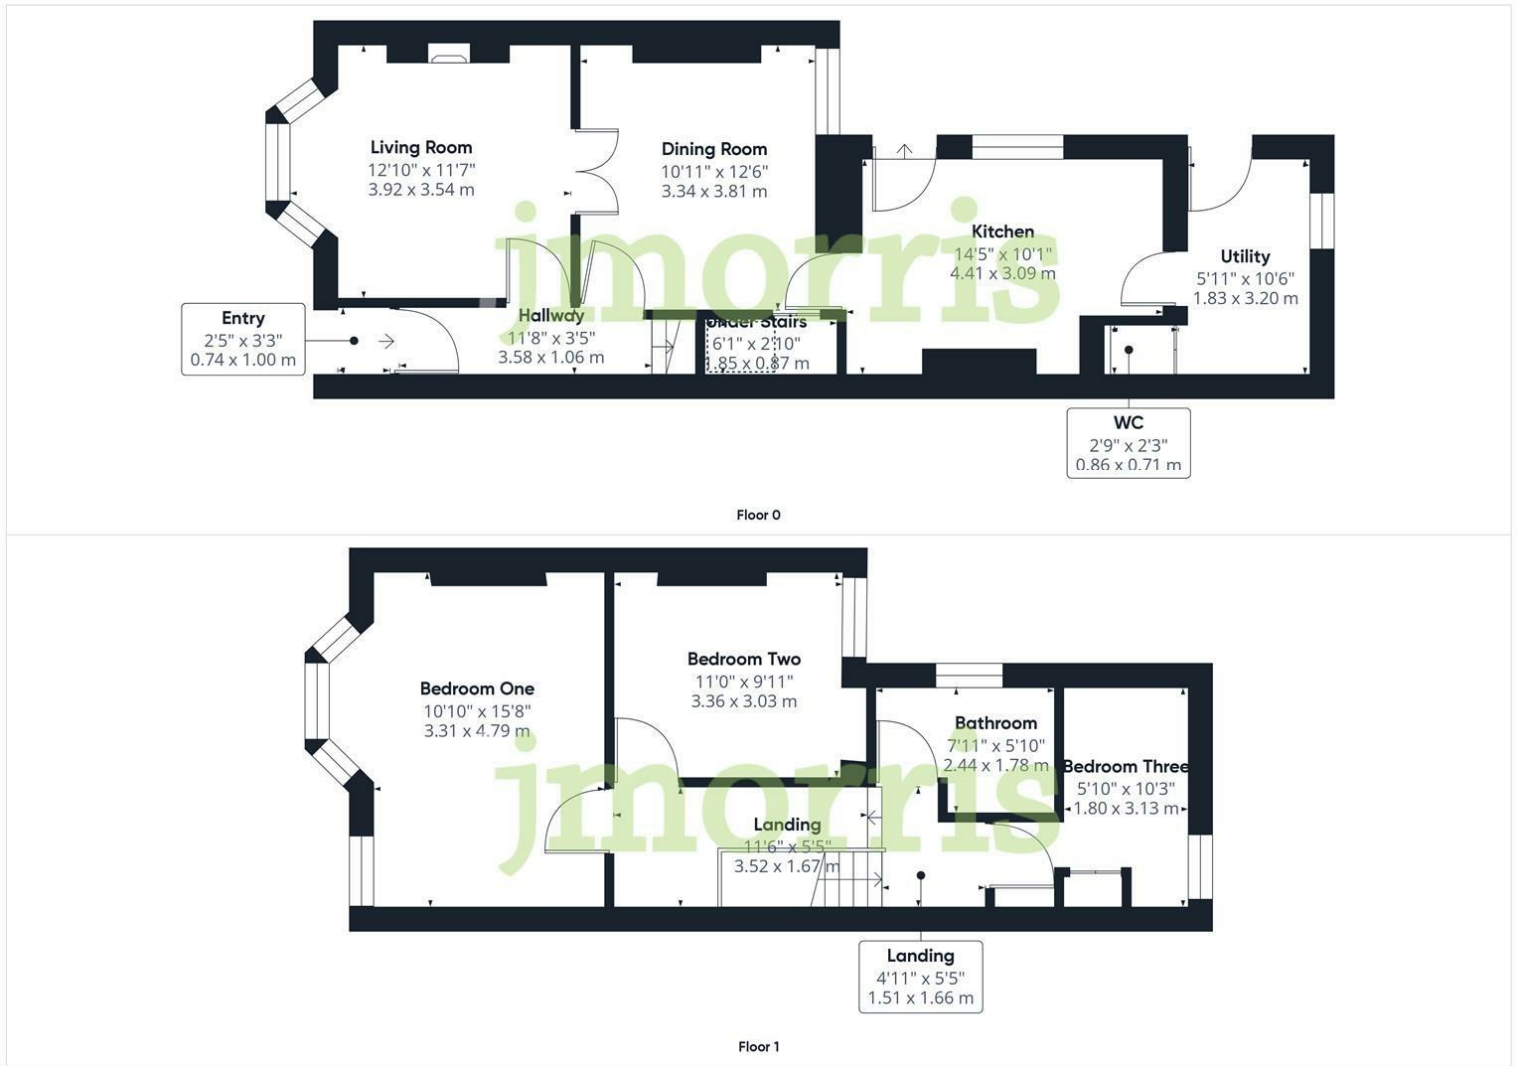 Living Room
12'10" x 11'7"
3.92 x 3.54 m
Dining Room
10'11" x 12'6"
3.34 x 3.81 m
Kitchen
14'5" x 10'1"
4.41 x 3.09 m
Utility
5'11" x 10'6"
1.83 x 3.20 m
Entry
2'5" x 3'3"
0.74 x 1.00 m
Hallway
11'8" x 3'5"
3.58 x 1.06 m
Under Stairs
6'1" x 2'10"
1.85 x 0.87 m
WC
2'9" x 2'3"
0.86 x 0.71 m
jmorris
Floor 0
Bedroom One
10'10" x 15'8"
3.31 x 4.79 m
Bedroom Two
11'0" x 9'11"
3.36 x 3.03 m
Bathroom
7'11" x 5'10"
2.44 x 1.78 m
Bedroom Three
5'10" x 10'3"
1.80 x 3.13 m
Landing
11'6" x 5'5"
3.52 x 1.67 m
jmorris
Landing
4'11" x 5'5"
1.51 x 1.66 m
Floor 1